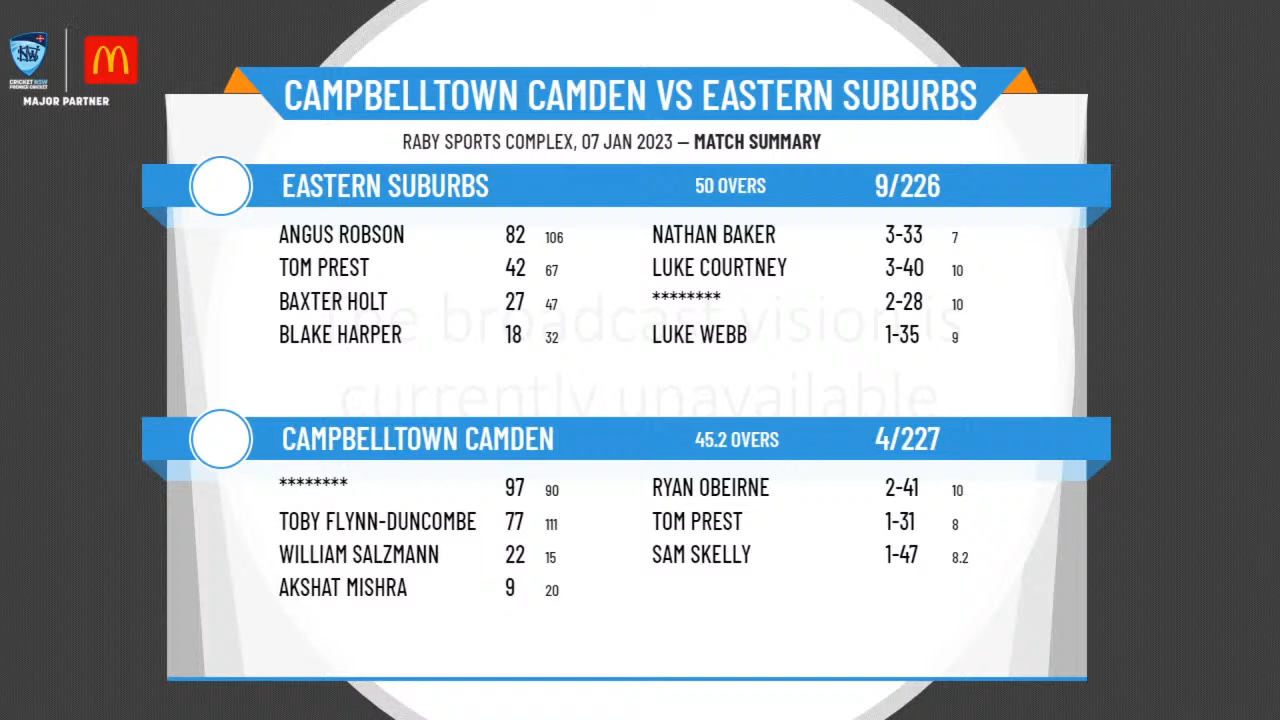 CRICKET NSW
PREMIER CRICKET
MAJOR PARTNER
CAMPBELLTOWN CAMDEN VS EASTERN SUBURBS
RABY SPORTS COMPLEX, 07 JAN 2023 – MATCH SUMMARY
EASTERN SUBURBS 50 OVERS 9/226
ANGUS ROBSON 82 106 NATHAN BAKER 3-33 7
TOM PREST 42 67 LUKE COURTNEY 3-40 10
BAXTER HOLT 27 47 ******** 2-28 10
BLAKE HARPER 18 32 LUKE WEBB 1-35 9
the broadcast vision is
currently unavailable
CAMPBELLTOWN CAMDEN 45.2 OVERS 4/227
******** 97 90 RYAN OBEIRNE 2-41 10
TOBY FLYNN-DUNCOMBE 77 111 TOM PREST 1-31 8
WILLIAM SALZMANN 22 15 SAM SKELLY 1-47 8.2
AKSHAT MISHRA 9 20